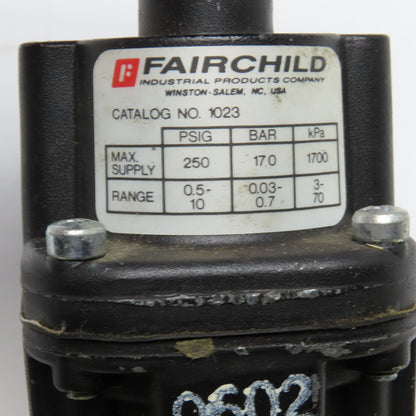 FAIRCHILD
INDUSTRIAL PRODUCTS COMPANY
WINSTON-SALEM, NC, USA
CATALOG NO. 1023
PSIG BAR kPa
MAX. SUPPLY 250 17.0 1700
RANGE 0.5-10 0.03-0.7 3-70
0602